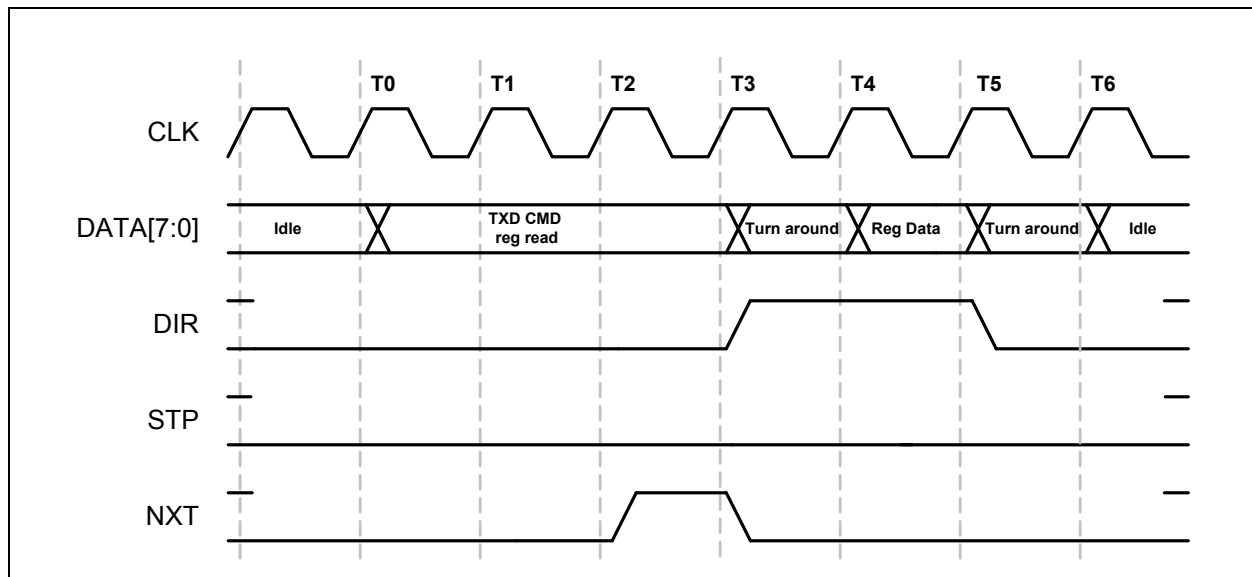 T0 T1 T2 T3 T4 T5 T6
CLK
DATA[7:0]
Idle
TXD CMD
reg read
Turn around
Reg Data
Turn around
Idle
DIR
STP
NXT